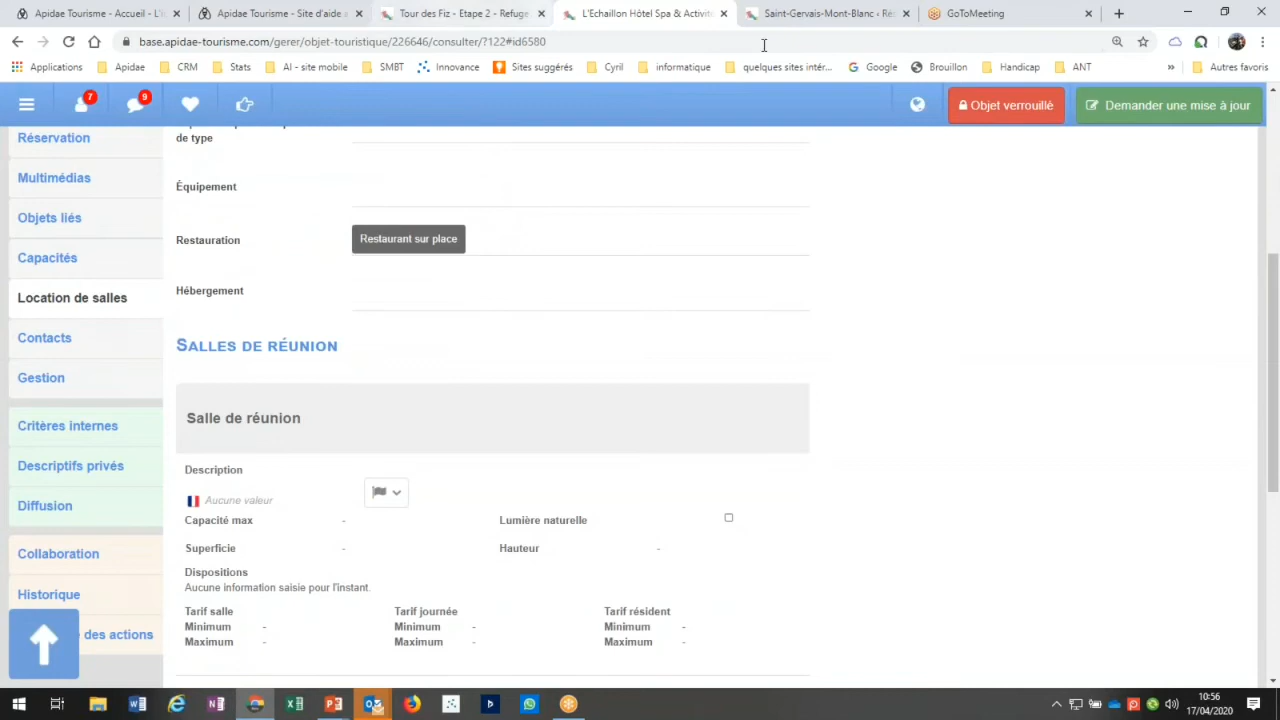 Apidae - Accueil - L'I
Apidae - Site d'aide a
Tour des Fiz - Etape 2 - Refuge
L'Echaillon Hôtel Spa & Activité
Saint-Gervais-Mont-Blanc • Rés
GoToMeeting
base.apidae-tourisme.com/gerer/objet-touristique/226646/consulter/?122#id6580
Applications
Apidae
CRM
Stats
AI - site mobile
SMBT
Innovance
Sites suggérés
Cyril
informatique
quelques sites intér...
Google
Brouillon
Handicap
ANT
»
Autres favoris
7
9
Objet verrouillé
Demander une mise à jour
Réservation
Multimédias
Objets liés
Capacités
Location de salles
Contacts
Gestion
Critères internes
Descriptifs privés
Diffusion
Collaboration
Historique
des actions
de type
Équipement
Restauration
Restaurant sur place
Hébergement
SALLES DE RÉUNION
Salle de réunion
Description
Aucune valeur
Capacité max -
Lumière naturelle
Superficie -
Hauteur -
Dispositions
Aucune information saisie pour l'instant.
Tarif salle
Tarif journée
Tarif résident
Minimum - Minimum - Minimum -
Maximum - Maximum - Maximum -
10:56
17/04/2020